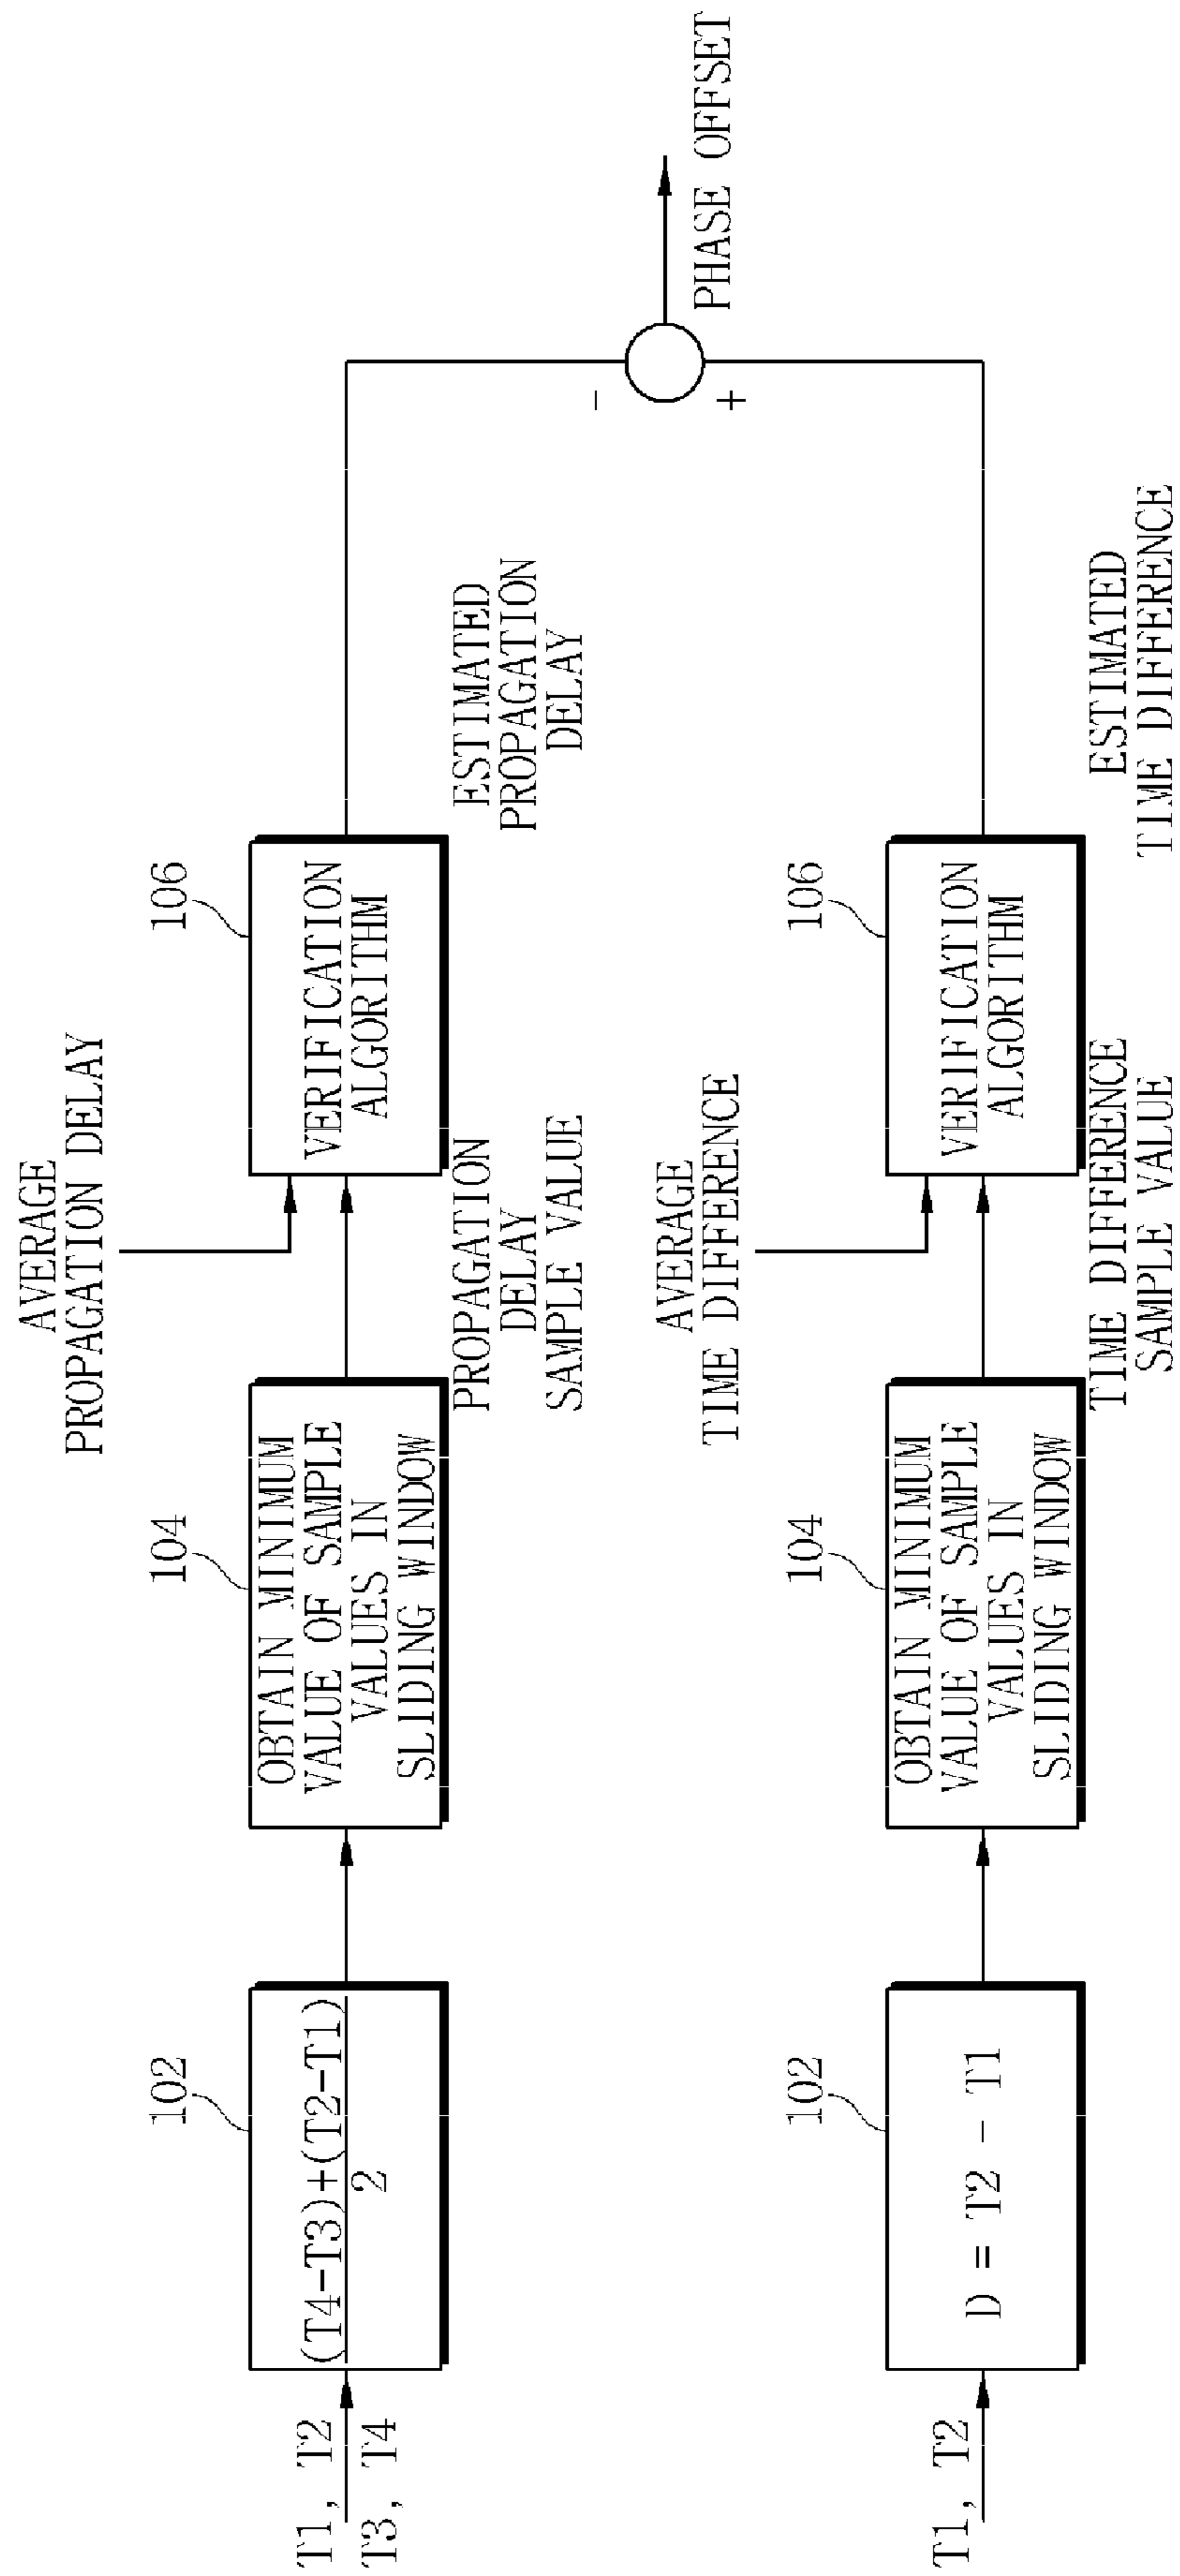 T1, T2
T3, T4
102
(T4-T3)+(T2-T1)
2
104
OBTAIN MINIMUM
VALUE OF SAMPLE
VALUES IN
SLIDING WINDOW
AVERAGE
PROPAGATION DELAY
PROPAGATION
DELAY
SAMPLE VALUE
106
VERIFICATION
ALGORITHM
ESTIMATED
PROPAGATION
DELAY
-
+
PHASE OFFSET
T1, T2
102
D = T2 - T1
104
OBTAIN MINIMUM
VALUE OF SAMPLE
VALUES IN
SLIDING WINDOW
AVERAGE
TIME DIFFERENCE
TIME DIFFERENCE
SAMPLE VALUE
106
VERIFICATION
ALGORITHM
ESTIMATED
TIME DIFFERENCE